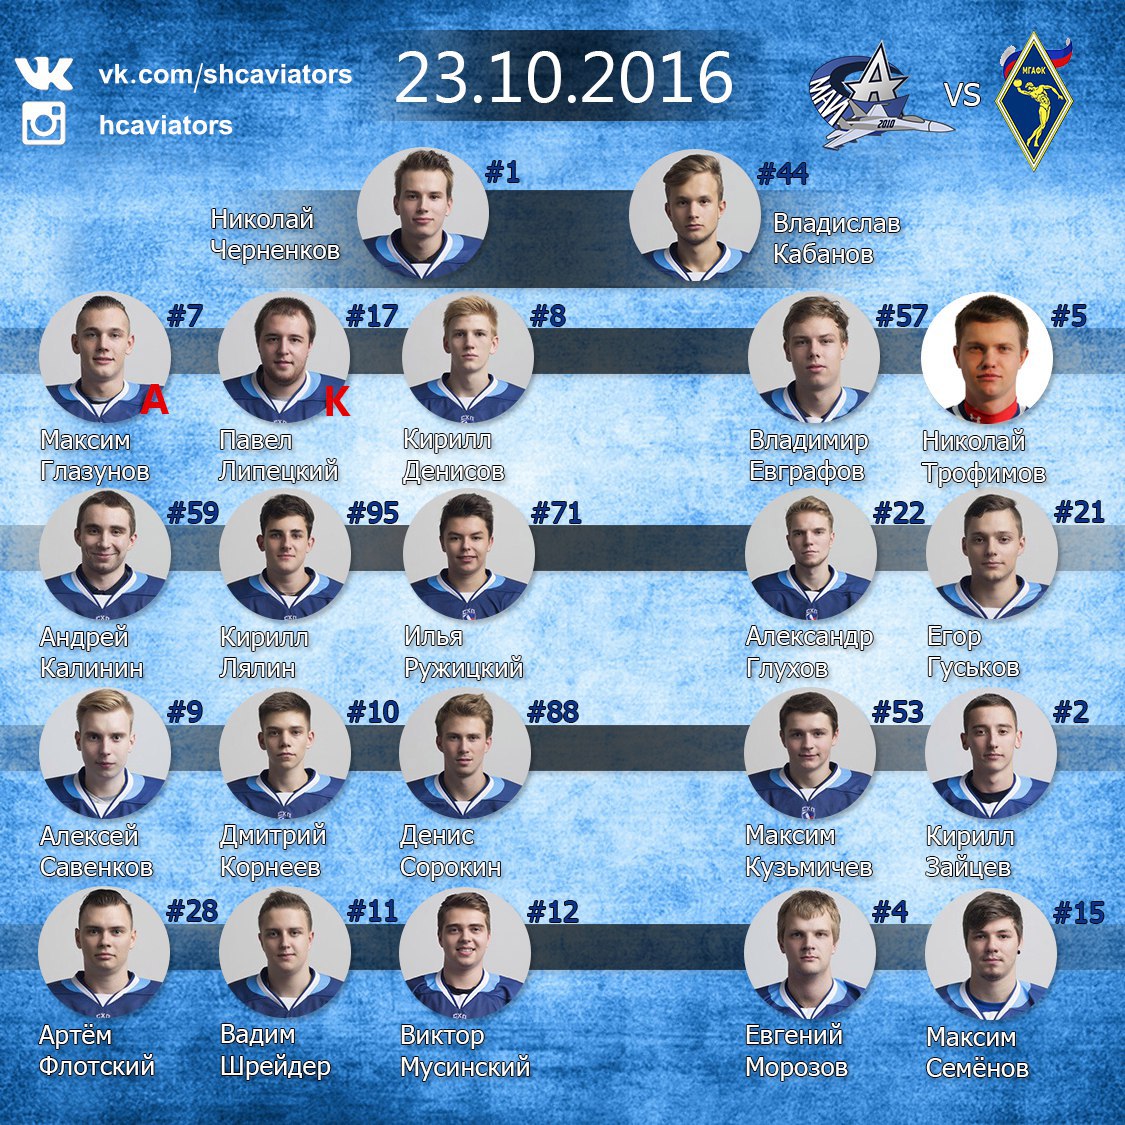 vk.com/shcaviators
hcaviators
23.10.2016
МАИ
А
2010
VS
МГАФК
#1
Николай
Черненков
#44
Владислав
Кабанов
#7
A
Максим
Глазунов
#17
К
Павел
Липецкий
#8
Кирилл
Денисов
#57
Владимир
Евграфов
#5
Николай
Трофимов
#59
Андрей
Калинин
#95
Кирилл
Лялин
#71
Илья
Ружицкий
#22
Александр
Глухов
#21
Егор
Гуськов
#9
Алексей
Савенков
#10
Дмитрий
Корнеев
#88
Денис
Сорокин
#53
Максим
Кузьмичев
#2
Кирилл
Зайцев
#28
Артём
Флотский
#11
Вадим
Шрейдер
#12
Виктор
Мусинский
#4
Евгений
Морозов
#15
Максим
Семёнов